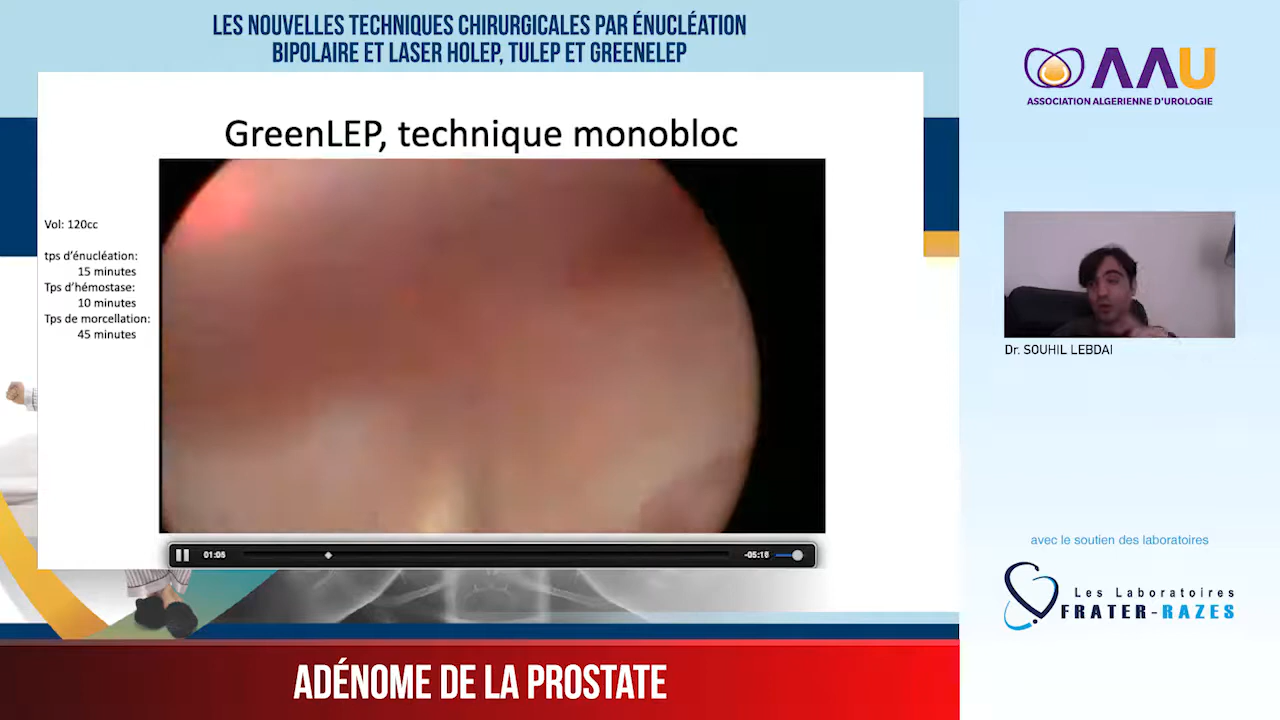 LES NOUVELLES TECHNIQUES CHIRURGICALES PAR ÉNUCLÉATION
BIPOLAIRE ET LASER HOLEP, TULEP ET GREENELEP
GreenLEP, technique monobloc
Vol: 120cc
tps d’énucléation:
15 minutes
Tps d’hémostase:
10 minutes
Tps de morcellation:
45 minutes
01:05
-05:16
ADÉNOME DE LA PROSTATE
AAU
ASSOCIATION ALGERIENNE D'UROLOGIE
Dr. SOUHIL LEBDAI
avec le soutien des laboratoires
Les Laboratoires
FRATER-RAZES